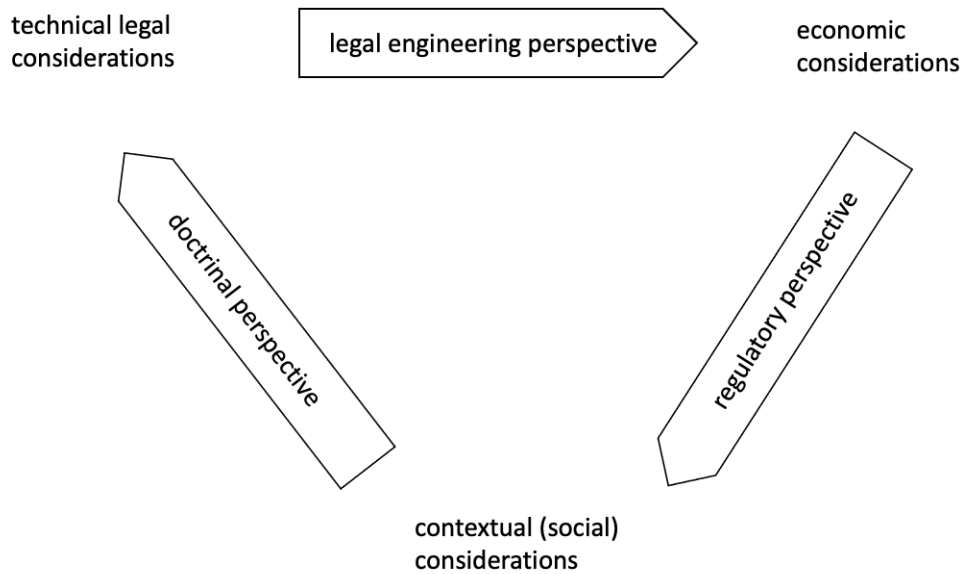 technical legal
considerations
legal engineering perspective
economic
considerations
doctrinal perspective
regulatory perspective
contextual (social)
considerations